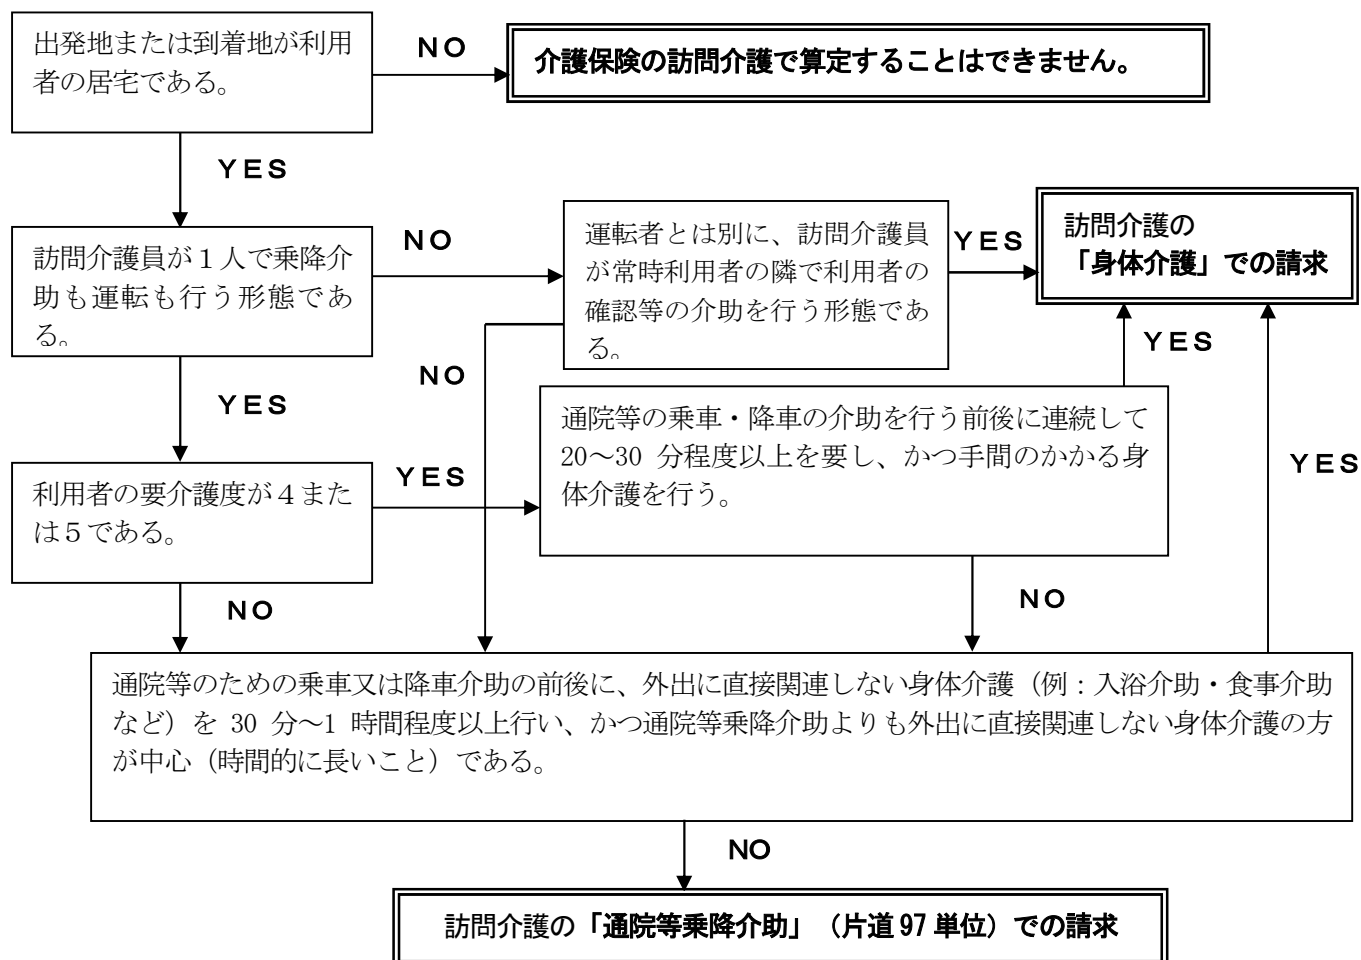 出発地または到着地が利用
者の居宅である。
NO
介護保険の訪問介護で算定することはできません。
YES
訪問介護員が１人で乗降介
助も運転も行う形態であ
る。
NO
運転者とは別に、訪問介護員
が常時利用者の隣で利用者の
確認等の介助を行う形態であ
る。
YES
訪問介護の
「身体介護」での請求
YES
NO
YES
利用者の要介護度が４また
は５である。
YES
通院等の乗車・降車の介助を行う前後に連続して
20～30 分程度以上を要し、かつ手間のかかる身
体介護を行う。
YES
NO
NO
通院等のための乗車又は降車介助の前後に、外出に直接関連しない身体介護（例：入浴介助・食事介助
など）を 30 分～1 時間程度以上行い、かつ通院等乗降介助よりも外出に直接関連しない身体介護の方
が中心（時間的に長いこと）である。
NO
訪問介護の「通院等乗降介助」（片道 97 単位）での請求